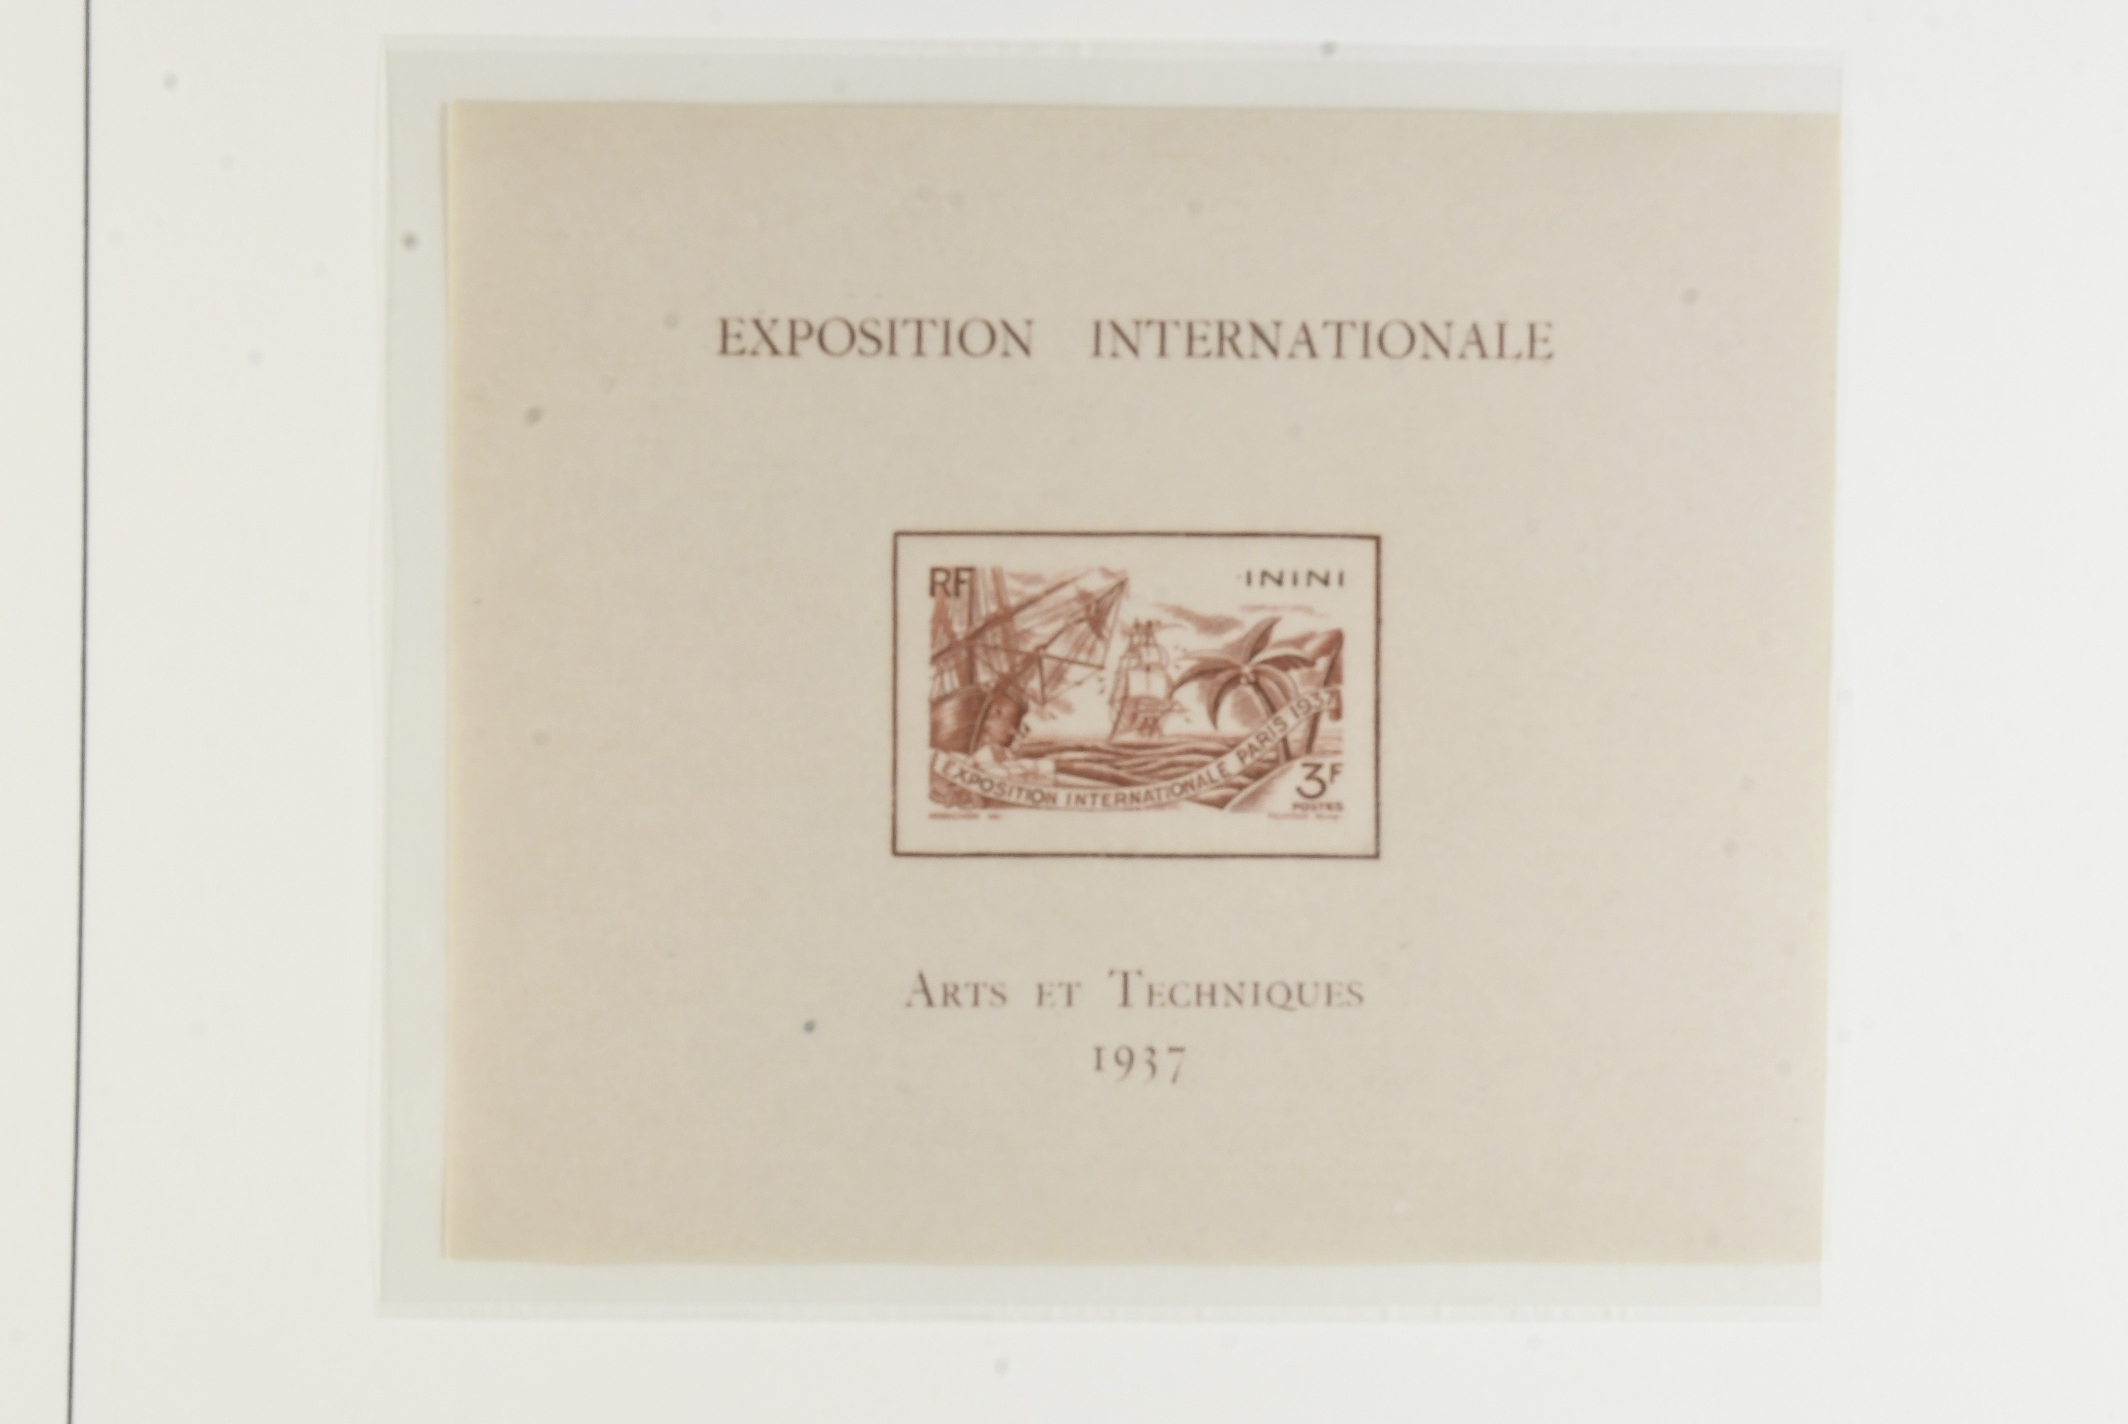 EXPOSITION INTERNATIONALE
RF
ININI
EXPOSITION INTERNATIONALE PARIS 1937
3F
POSTES
ARTS ET TECHNIQUES
1937